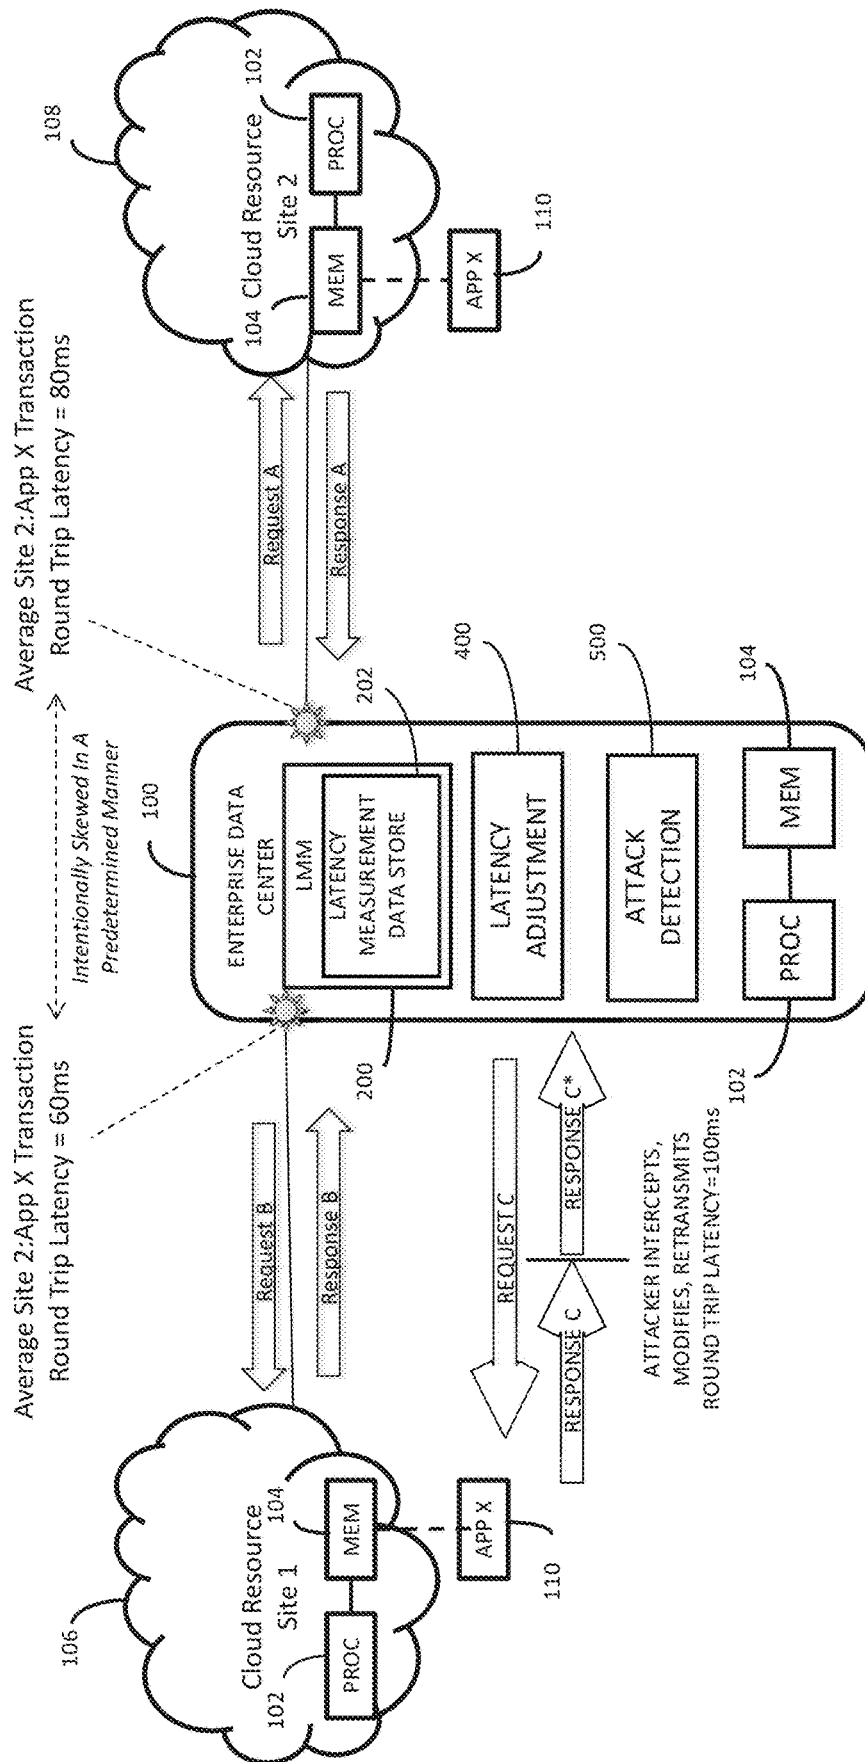 Average Site 2:App X Transaction
Round Trip Latency = 60ms
Intentionally Skewed In A
Predetermined Manner
Average Site 2:App X Transaction
Round Trip Latency = 80ms
106
Cloud Resource
Site 1
102
PROC
104
MEM
APP X
110
Request B
Response B
REQUEST C
RESPONSE C
RESPONSE C*
ATTACKER INTERCEPTS,
MODIFIES, RETRANSMITS
ROUND TRIP LATENCY=100ms
100
ENTERPRISE DATA
CENTER
LMM
LATENCY
MEASUREMENT
DATA STORE
200
202
LATENCY
ADJUSTMENT
400
ATTACK
DETECTION
500
PROC
102
MEM
104
Request A
Response A
108
Cloud Resource
Site 2
104
MEM
102
PROC
APP X
110